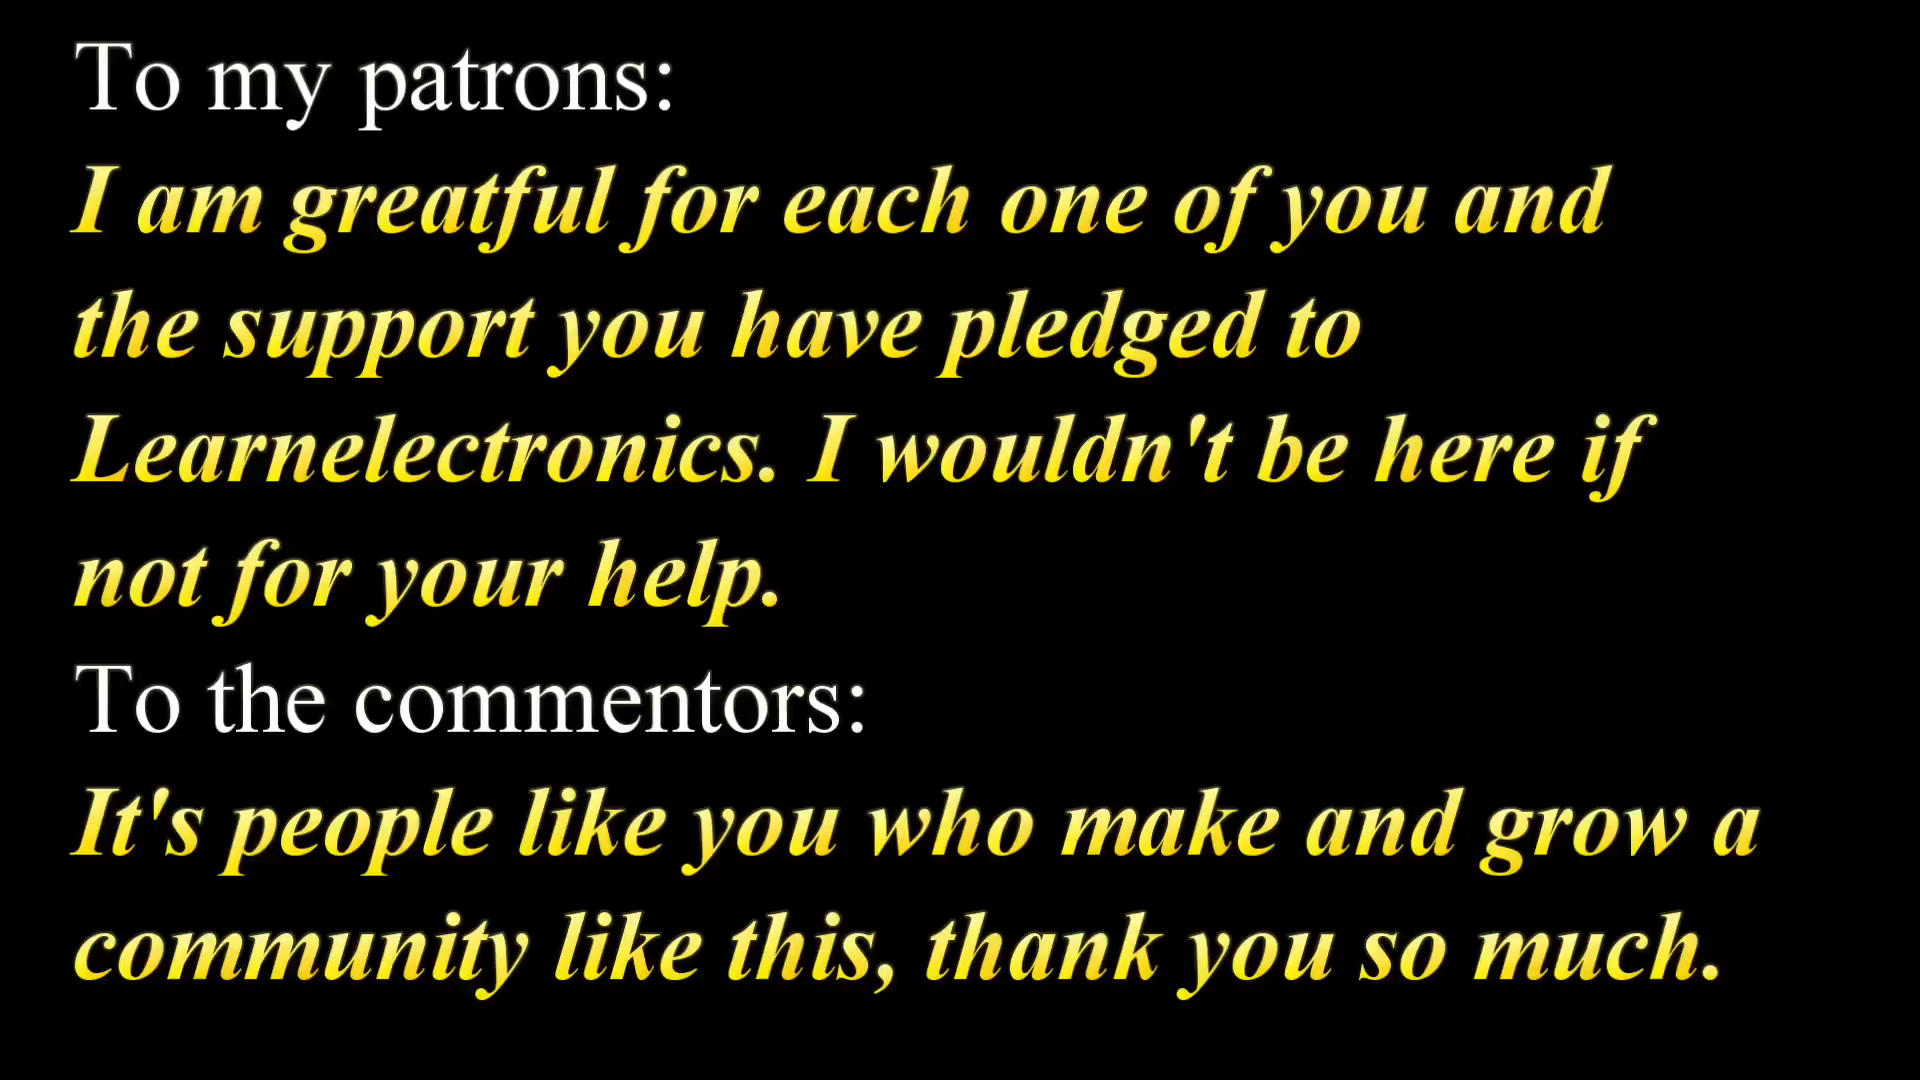 To my patrons:
I am greatful for each one of you and
the support you have pledged to
Learnelectronics. I wouldn't be here if
not for your help.
To the commentors:
It's people like you who make and grow a
community like this, thank you so much.